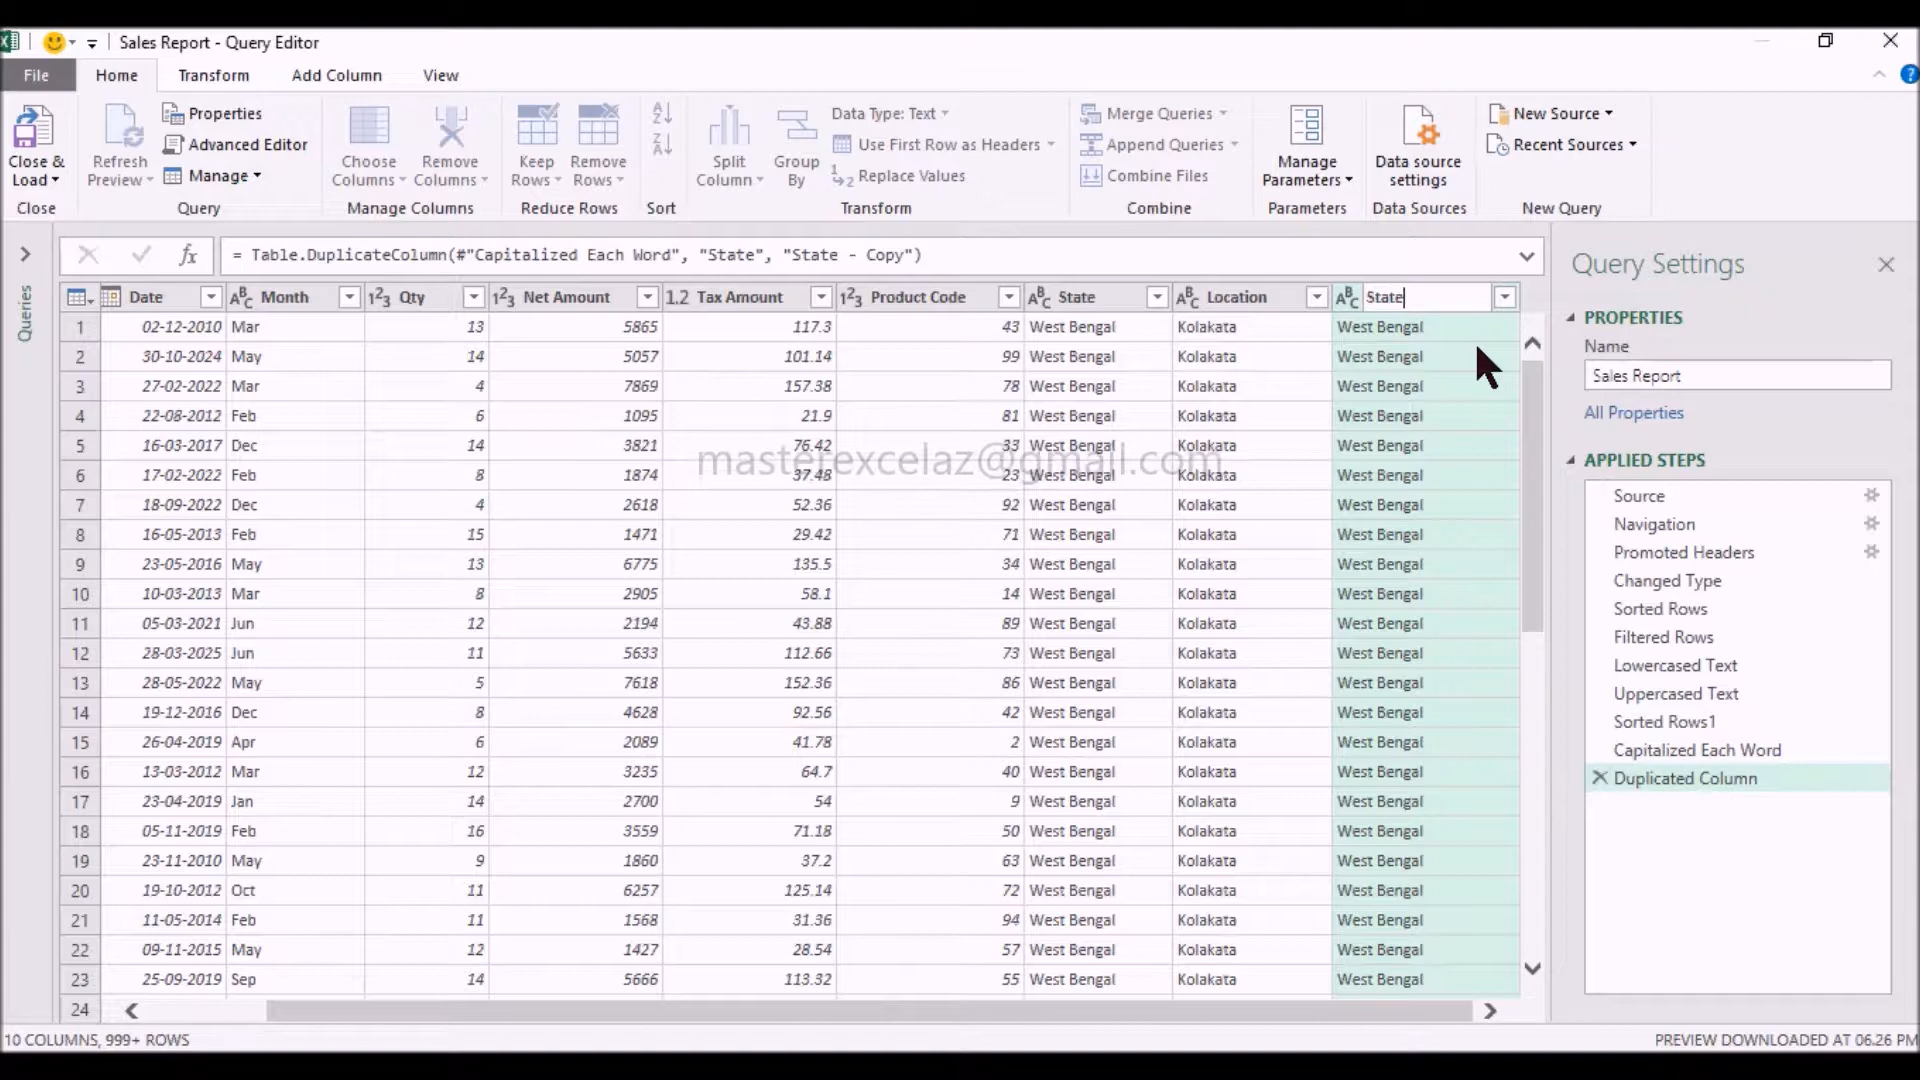 Sales Report - Query Editor
File Home Transform Add Column View
Close & Load
Close
Refresh Preview
Properties
Advanced Editor
Manage
Query
Choose Columns
Remove Columns
Manage Columns
Keep Rows
Remove Rows
Reduce Rows
Sort
Split Column
Group By
Data Type: Text
Use First Row as Headers
Replace Values
Transform
Merge Queries
Append Queries
Combine Files
Combine
Manage Parameters
Parameters
Data source settings
Data Sources
New Source
Recent Sources
New Query
Queries
fx = Table.DuplicateColumn(#"Capitalized Each Word", "State", "State - Copy")
Date Month Qty Net Amount Tax Amount Product Code State Location State
1 02-12-2010 Mar 13 5865 117.3 43 West Bengal Kolakata West Bengal
2 30-10-2024 May 14 5057 101.14 99 West Bengal Kolakata West Bengal
3 27-02-2022 Mar 4 7869 157.38 78 West Bengal Kolakata West Bengal
4 22-08-2012 Feb 6 1095 21.9 81 West Bengal Kolakata West Bengal
5 16-03-2017 Dec 14 3821 76.42 33 West Bengal Kolakata West Bengal
masterexcelaz@gmail.com
6 17-02-2022 Feb 8 1874 37.48 23 West Bengal Kolakata West Bengal
7 18-09-2022 Dec 4 2618 52.36 92 West Bengal Kolakata West Bengal
8 16-05-2013 Feb 15 1471 29.42 71 West Bengal Kolakata West Bengal
9 23-05-2016 May 13 6775 135.5 34 West Bengal Kolakata West Bengal
10 10-03-2013 Mar 8 2905 58.1 14 West Bengal Kolakata West Bengal
11 05-03-2021 Jun 12 2194 43.88 89 West Bengal Kolakata West Bengal
12 28-03-2025 Jun 11 5633 112.66 73 West Bengal Kolakata West Bengal
13 28-05-2022 May 5 7618 152.36 86 West Bengal Kolakata West Bengal
14 19-12-2016 Dec 8 4628 92.56 42 West Bengal Kolakata West Bengal
15 26-04-2019 Apr 6 2089 41.78 2 West Bengal Kolakata West Bengal
16 13-03-2012 Mar 12 3235 64.7 40 West Bengal Kolakata West Bengal
17 23-04-2019 Jan 14 2700 54 9 West Bengal Kolakata West Bengal
18 05-11-2019 Feb 16 3559 71.18 50 West Bengal Kolakata West Bengal
19 23-11-2010 May 9 1860 37.2 63 West Bengal Kolakata West Bengal
20 19-10-2012 Oct 11 6257 125.14 72 West Bengal Kolakata West Bengal
21 11-05-2014 Feb 11 1568 31.36 94 West Bengal Kolakata West Bengal
22 09-11-2015 May 12 1427 28.54 57 West Bengal Kolakata West Bengal
23 25-09-2019 Sep 14 5666 113.32 55 West Bengal Kolakata West Bengal
24
Query Settings
PROPERTIES
Name
Sales Report
All Properties
APPLIED STEPS
Source
Navigation
Promoted Headers
Changed Type
Sorted Rows
Filtered Rows
Lowercased Text
Uppercased Text
Sorted Rows1
Capitalized Each Word
Duplicated Column
10 COLUMNS, 999+ ROWS
PREVIEW DOWNLOADED AT 06.26 PM